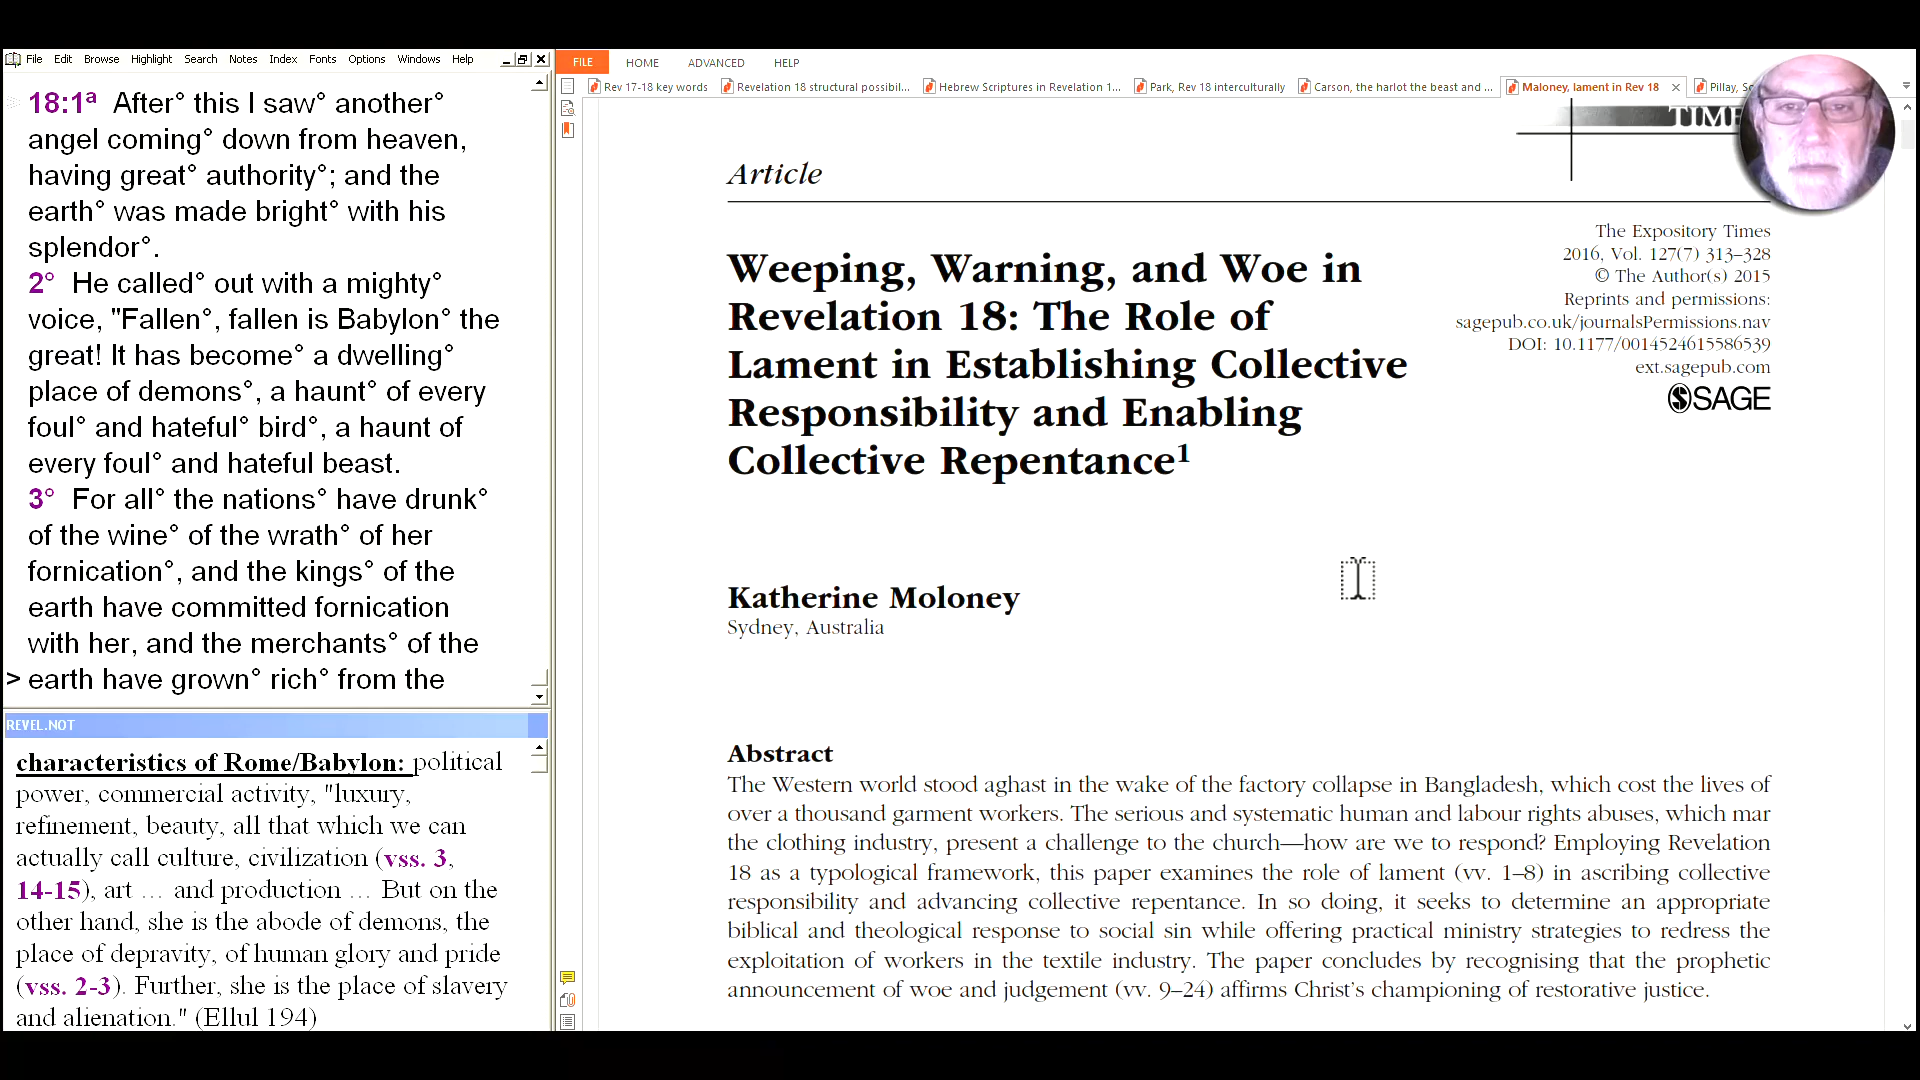 File Edit Browse Highlight Search Notes Index Fonts Options Windows Help
18:1ª After° this I saw° another°
angel coming° down from heaven,
having great° authority°; and the
earth° was made bright° with his
splendor°.
2° He called° out with a mighty°
voice, "Fallen°, fallen is Babylon° the
great! It has become° a dwelling°
place of demons°, a haunt° of every
foul° and hateful° bird°, a haunt of
every foul° and hateful beast.
3° For all° the nations° have drunk°
of the wine° of the wrath° of her
fornication°, and the kings° of the
earth have committed fornication
with her, and the merchants° of the
> earth have grown° rich° from the
REVEL.NOT
characteristics of Rome/Babylon: political
power, commercial activity, "luxury,
refinement, beauty, all that which we can
actually call culture, civilization (vss. 3,
14-15), art ... and production ... But on the
other hand, she is the abode of demons, the
place of depravity, of human glory and pride
(vss. 2-3). Further, she is the place of slavery
and alienation." (Ellul 194)
FILE HOME ADVANCED HELP
Rev 17-18 key words Revelation 18 structural possibil... Hebrew Scriptures in Revelation 1... Park, Rev 18 interculturally Carson, the harlot the beast and ... Maloney, lament in Rev 18 Pillay,
TIME
Article
The Expository Times
2016, Vol. 127(7) 313–328
© The Author(s) 2015
Reprints and permissions:
sagepub.co.uk/journalsPermissions.nav
DOI: 10.1177/0014524615586539
ext.sagepub.com
SAGE
Weeping, Warning, and Woe in
Revelation 18: The Role of
Lament in Establishing Collective
Responsibility and Enabling
Collective Repentance¹
Katherine Moloney
Sydney, Australia
Abstract
The Western world stood aghast in the wake of the factory collapse in Bangladesh, which cost the lives of
over a thousand garment workers. The serious and systematic human and labour rights abuses, which mar
the clothing industry, present a challenge to the church—how are we to respond? Employing Revelation
18 as a typological framework, this paper examines the role of lament (vv. 1–8) in ascribing collective
responsibility and advancing collective repentance. In so doing, it seeks to determine an appropriate
biblical and theological response to social sin while offering practical ministry strategies to redress the
exploitation of workers in the textile industry. The paper concludes by recognising that the prophetic
announcement of woe and judgement (vv. 9–24) affirms Christ's championing of restorative justice.